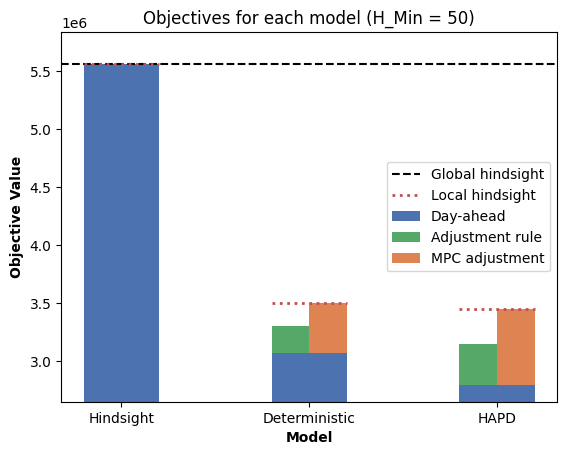 Objectives for each model (H_Min = 50)
1e6
5.5
5.0
4.5
4.0
3.5
3.0
Objective Value
Global hindsight
Local hindsight
Day-ahead
Adjustment rule
MPC adjustment
Hindsight
Deterministic
HAPD
Model